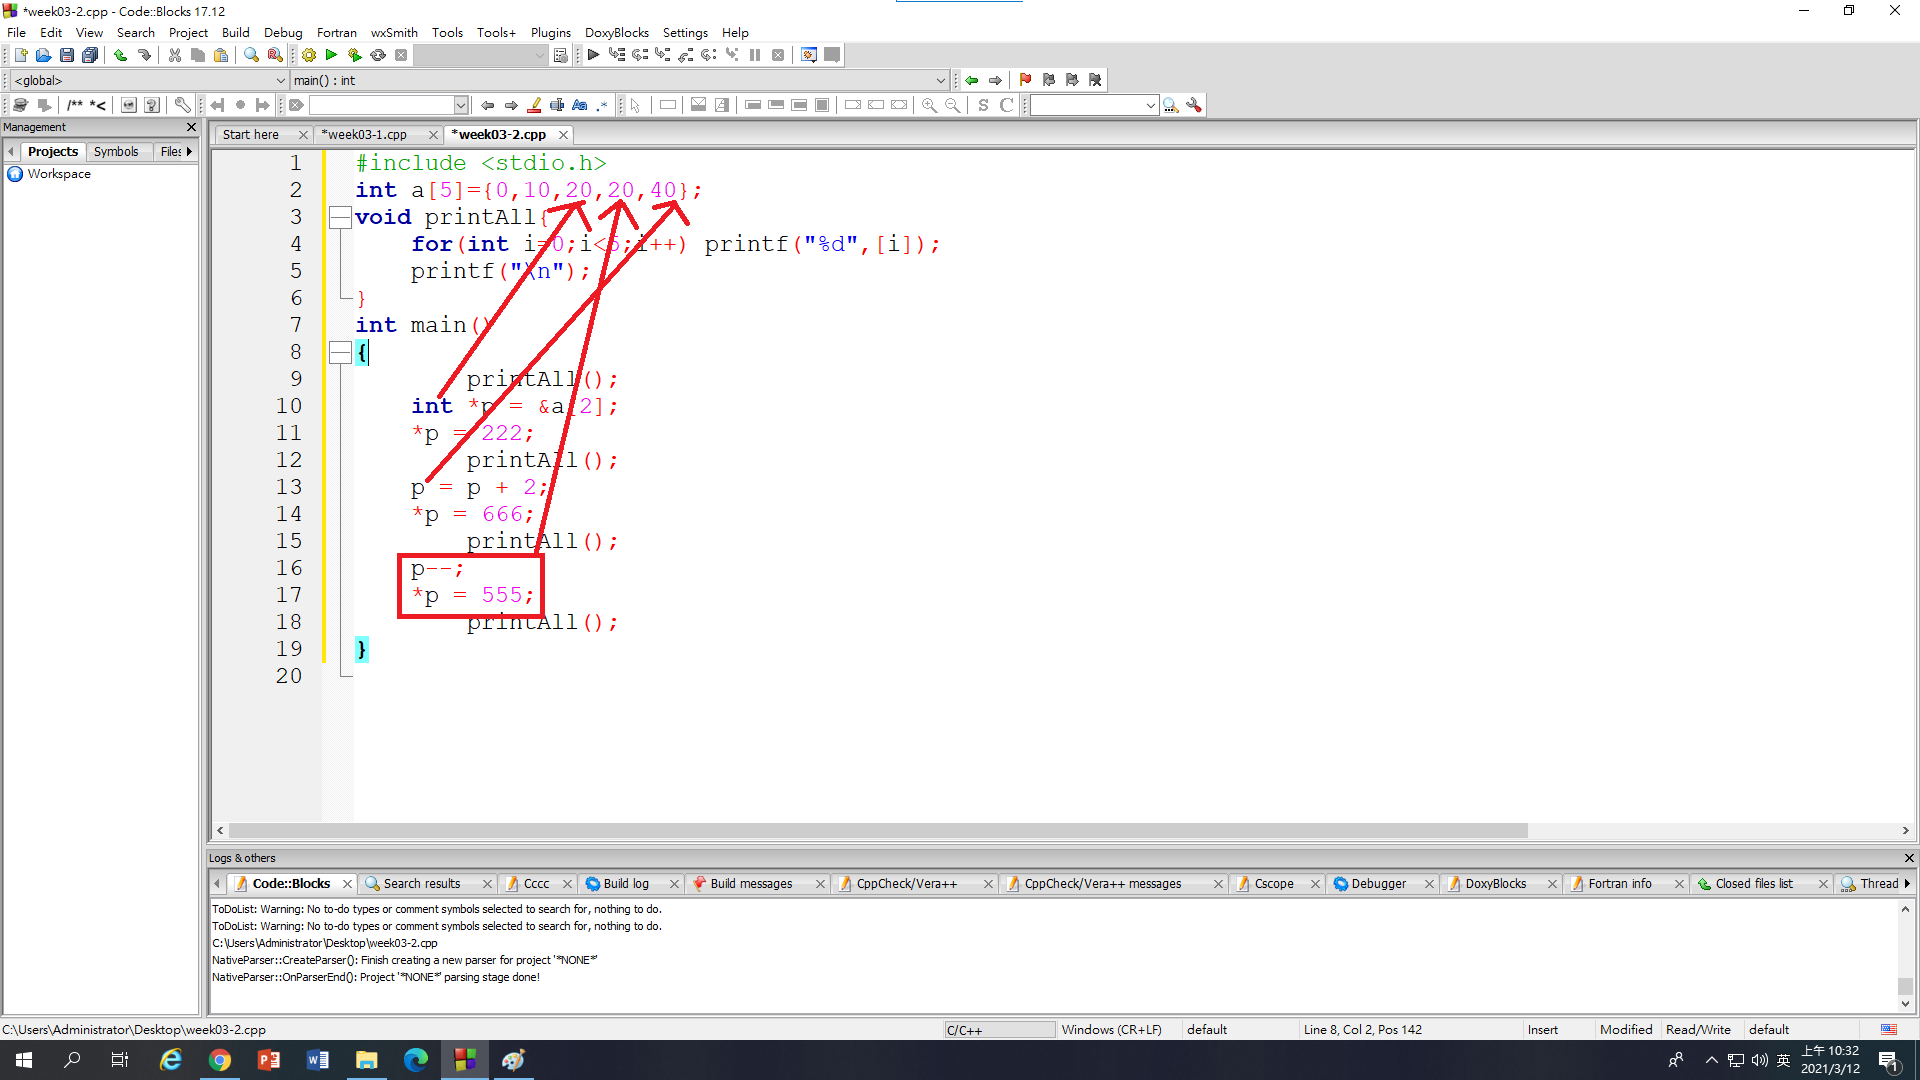 *week03-2.cpp - Code::Blocks 17.12
File Edit View Search Project Build Debug Fortran wxSmith Tools Tools+ Plugins DoxyBlocks Settings Help
<global> main() : int
/** *<
S C
Management
Start here *week03-1.cpp *week03-2.cpp
Projects Symbols Files
Workspace
1 #include <stdio.h>
2 int a[5]={0,10,20,20,40};
3 void printAll{
4 for(int i=0;i<5;i++) printf("%d",[i]);
5 printf("\n");
6 }
7 int main()
8 {
9 printAll();
10 int *p = &a[2];
11 *p = 222;
12 printAll();
13 p = p + 2;
14 *p = 666;
15 printAll();
16 p--;
17 *p = 555;
18 printAll();
19 }
20
Logs & others
Code::Blocks Search results Cccc Build log Build messages CppCheck/Vera++ CppCheck/Vera++ messages Cscope Debugger DoxyBlocks Fortran info Closed files list Thread
ToDoList: Warning: No to-do types or comment symbols selected to search for, nothing to do.
ToDoList: Warning: No to-do types or comment symbols selected to search for, nothing to do.
C:\Users\Administrator\Desktop\week03-2.cpp
NativeParser::CreateParser(): Finish creating a new parser for project '*NONE*'
NativeParser::OnParserEnd(): Project '*NONE*' parsing stage done!
C:\Users\Administrator\Desktop\week03-2.cpp C/C++ Windows (CR+LF) default Line 8, Col 2, Pos 142 Insert Modified Read/Write default
英 上午 10:32
2021/3/12
1